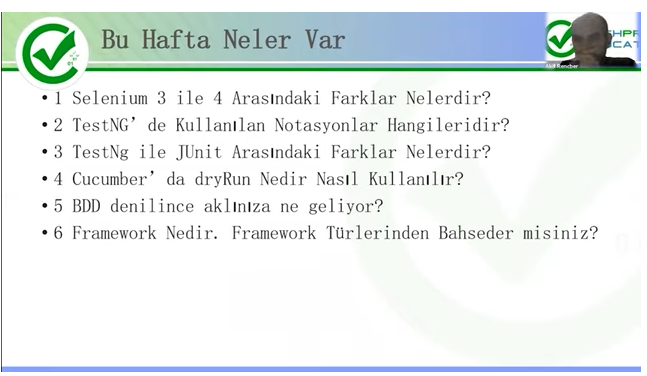 Bu Hafta Neler Var
Akif Rencber
• 1 Selenium 3 ile 4 Arasındaki Farklar Nelerdir?
• 2 TestNG’ de Kullanılan Notasyonlar Hangileridir?
• 3 TestNg ile JUnit Arasındaki Farklar Nelerdir?
• 4 Cucumber’ da dryRun Nedir Nasıl Kullanılır?
• 5 BDD denilince aklınıza ne geliyor?
• 6 Framework Nedir. Framework Türlerinden Bahseder misiniz?